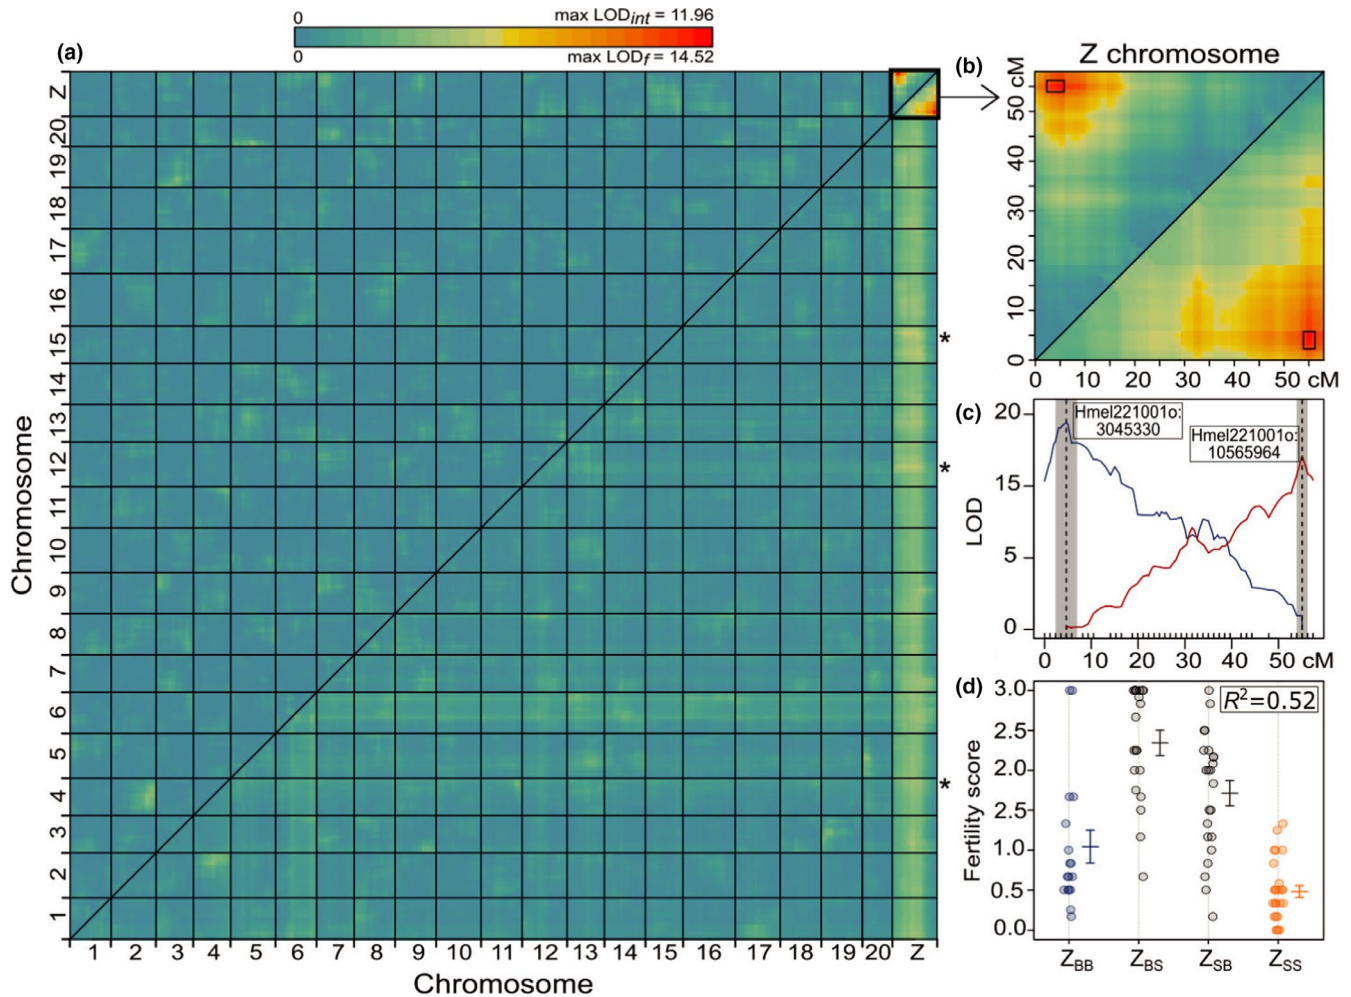 0 max LODint = 11.96
0 max LODf = 14.52
(a)
Chromosome
Z
20
19
18
17
16
15
14
13
12
11
10
9
8
7
6
5
4
3
2
1
*
*
*
1 2 3 4 5 6 7 8 9 10 11 12 13 14 15 16 17 18 19 20 Z
Chromosome
(b) Z chromosome
cM
50
40
30
20
10
0
0 10 20 30 40 50 cM
(c)
LOD
20
15
5
0
Hmel221001o:
3045330
Hmel221001o:
10565964
0 10 20 30 40 50 cM
(d)
Fertility score
3.0
2.5
2.0
2.5
1.0
0.5
0.0
R²=0.52
ZBB ZBS ZSB ZSS